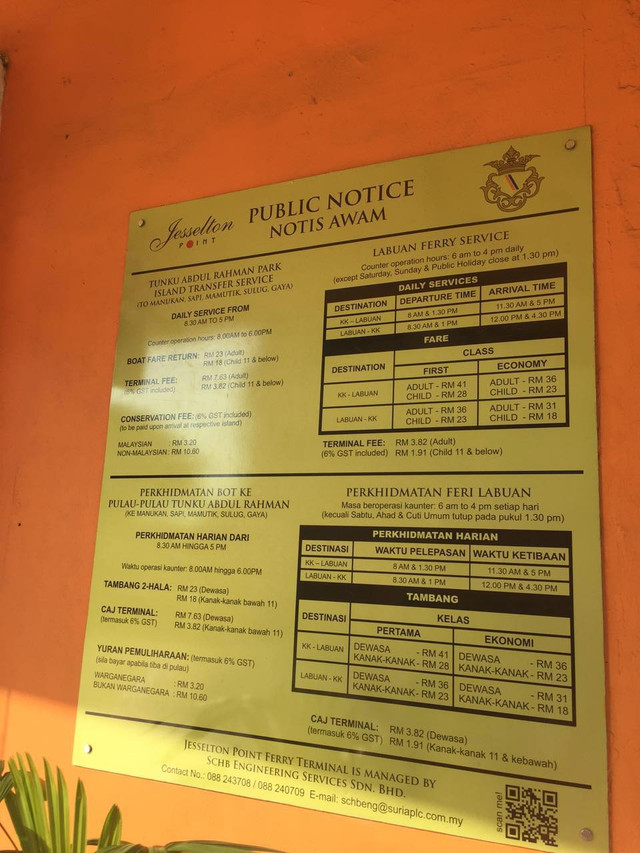 Jesselton
POINT
PUBLIC NOTICE
NOTIS AWAM
TUNKU ABDUL RAHMAN PARK
ISLAND TRANSFER SERVICE
(TO MANUKAN, SAPI, MAMUTIK, SULUG, GAYA)
DAILY SERVICE FROM
8.30 AM TO 5 PM
Counter operation hours: 8.00AM to 6.00PM
BOAT FARE RETURN: RM 23 (Adult)
RM 18 (Child 11 & below)
TERMINAL FEE: RM 7.63 (Adult)
(6% GST included) RM 3.82 (Child 11 & below)
CONSERVATION FEE: (6% GST included)
(to be paid upon arrival at respective island)
MALAYSIAN : RM 3.20
NON-MALAYSIAN : RM 10.60
LABUAN FERRY SERVICE
Counter operation hours: 6 am to 4 pm daily
(except Saturday, Sunday & Public Holiday close at 1.30 pm)
DAILY SERVICES
DESTINATION DEPARTURE TIME ARRIVAL TIME
KK – LABUAN 8 AM & 1.30 PM 11.30 AM & 5 PM
LABUAN - KK 8.30 AM & 1 PM 12.00 PM & 4.30 PM
FARE
DESTINATION CLASS
FIRST ECONOMY
KK - LABUAN ADULT - RM 41 ADULT - RM 36
CHILD - RM 28 CHILD - RM 23
LABUAN - KK ADULT - RM 36 ADULT - RM 31
CHILD - RM 23 CHILD - RM 18
TERMINAL FEE: RM 3.82 (Adult)
(6% GST included) RM 1.91 (Child 11 & below)
PERKHIDMATAN BOT KE
PULAU-PULAU TUNKU ABDUL RAHMAN
(KE MANUKAN, SAPI, MAMUTIK, SULUG, GAYA)
PERKHIDMATAN HARIAN DARI
8.30 AM HINGGA 5 PM
Waktu operasi kaunter: 8.00AM hingga 6.00PM
TAMBANG 2-HALA: RM 23 (Dewasa)
RM 18 (Kanak-kanak bawah 11)
CAJ TERMINAL: RM 7.63 (Dewasa)
(termasuk 6% GST) RM 3.82 (Kanak-kanak bawah 11)
YURAN PEMULIHARAAN: (termasuk 6% GST)
(sila bayar apabila tiba di pulau)
WARGANEGARA : RM 3.20
BUKAN WARGANEGARA : RM 10.60
PERKHIDMATAN FERI LABUAN
Masa beroperasi kaunter: 6 am to 4 pm setiap hari
(kecuali Sabtu, Ahad & Cuti Umum tutup pada pukul 1.30 pm)
PERKHIDMATAN HARIAN
DESTINASI WAKTU PELEPASAN WAKTU KETIBAAN
KK – LABUAN 8 AM & 1.30 PM 11.30 AM & 5 PM
LABUAN - KK 8.30 AM & 1 PM 12.00 PM & 4.30 PM
TAMBANG
DESTINASI KELAS
PERTAMA EKONOMI
KK - LABUAN DEWASA - RM 41 DEWASA - RM 36
KANAK-KANAK - RM 28 KANAK-KANAK - RM 23
LABUAN - KK DEWASA - RM 36 DEWASA - RM 31
KANAK-KANAK - RM 23 KANAK-KANAK - RM 18
CAJ TERMINAL: RM 3.82 (Dewasa)
(termasuk 6% GST) RM 1.91 (Kanak-kanak 11 & kebawah)
JESSELTON POINT FERRY TERMINAL IS MANAGED BY
SCHB ENGINEERING SERVICES SDN. BHD.
Contact No.: 088 243708 / 088 240709 E-mail: schbeng@suriaplc.com.my
scan me!